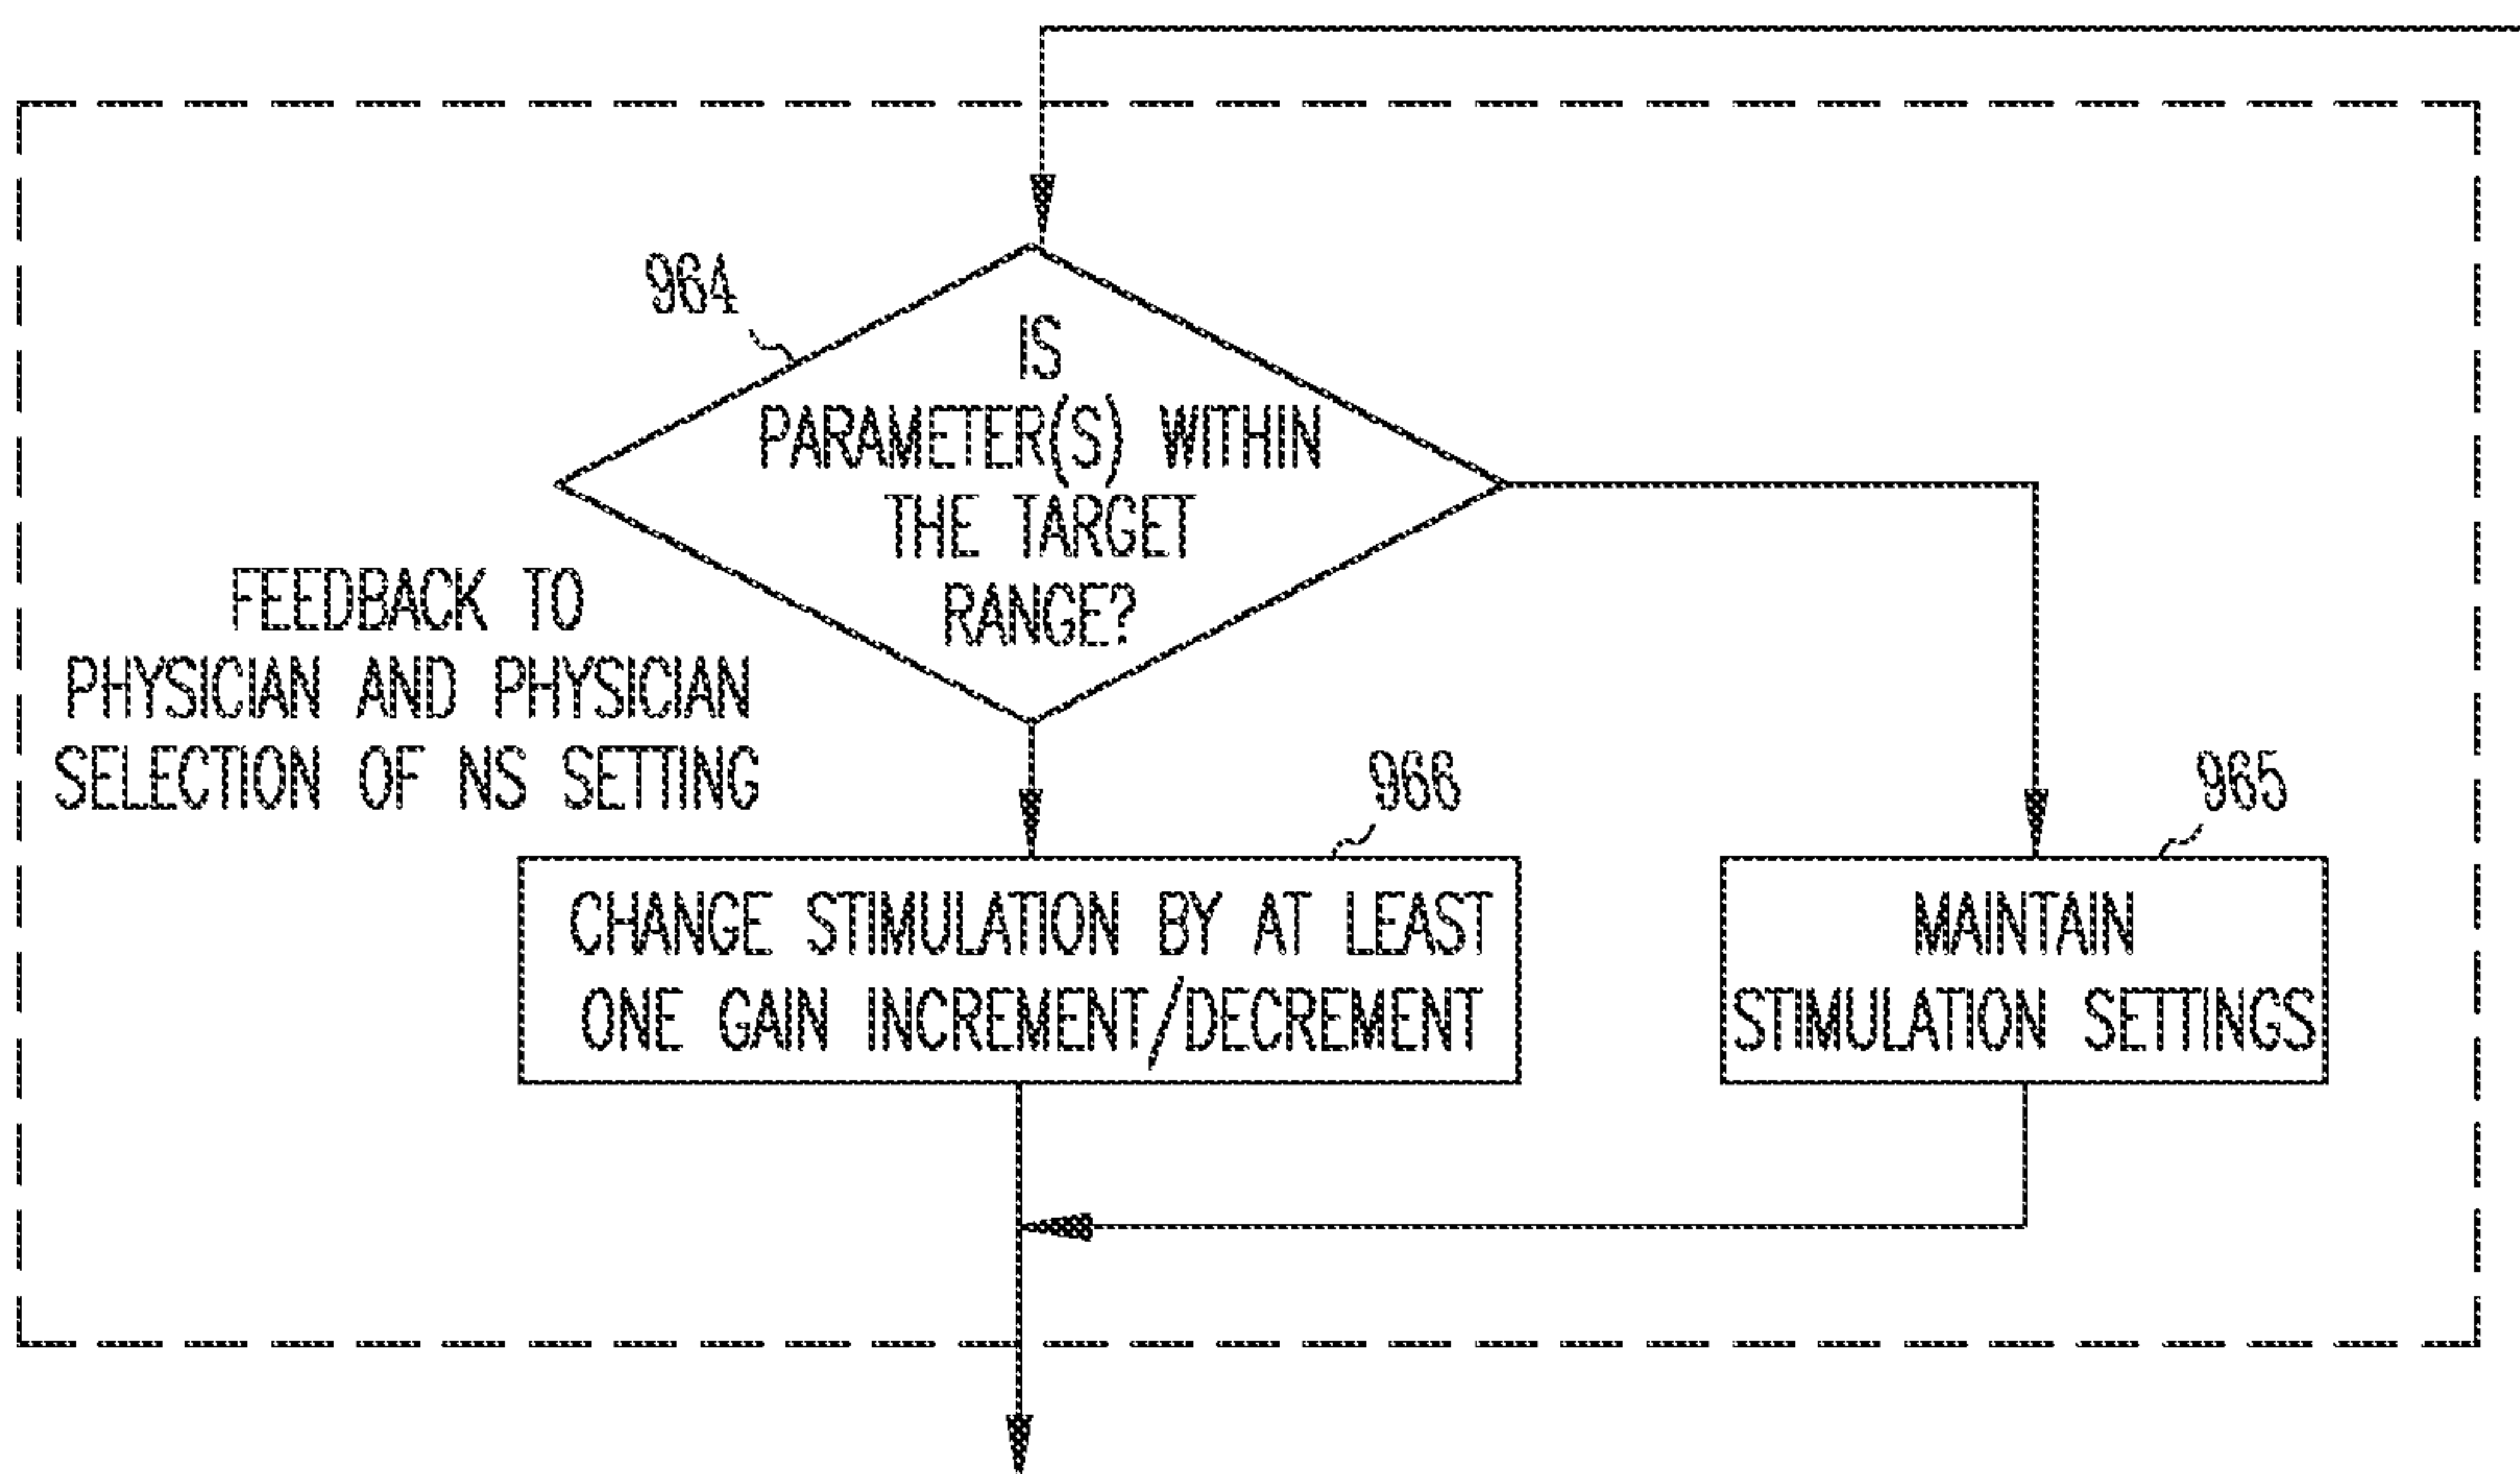 964
IS
PARAMETER(S) WITHIN
THE TARGET
RANGE?
FEEDBACK TO
PHYSICIAN AND PHYSICIAN
SELECTION OF NS SETTING
966
CHANGE STIMULATION BY AT LEAST
ONE GAIN INCREMENT/DECREMENT
965
MAINTAIN
STIMULATION SETTINGS